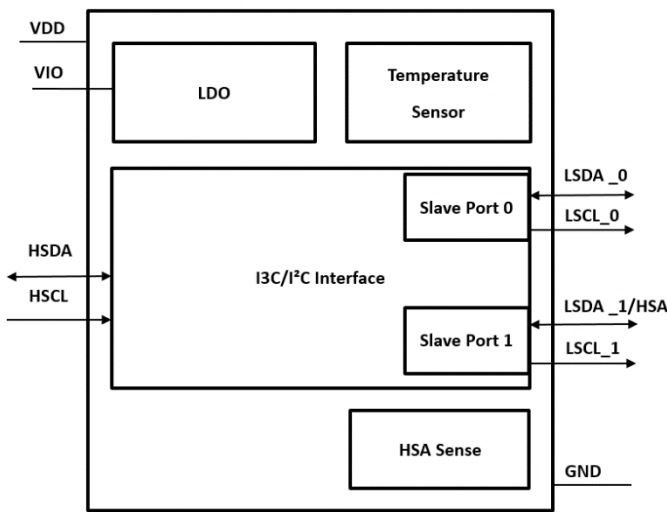 VDD
VIO
LDO
Temperature
Sensor
LSDA _0
Slave Port 0
LSCL_0
HSDA
I3C/I²C Interface
HSCL
LSDA _1/HSA
Slave Port 1
LSCL_1
HSA Sense
GND